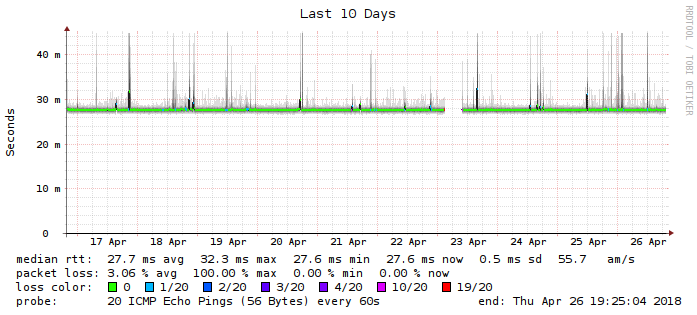 Last 10 Days
RRDTOOL / TOBI OETIKER
Seconds
40 m
30 m
20 m
10 m
0
17 Apr 18 Apr 19 Apr 20 Apr 21 Apr 22 Apr 23 Apr 24 Apr 25 Apr 26 Apr
median rtt: 27.7 ms avg 32.3 ms max 27.6 ms min 27.6 ms now 0.5 ms sd 55.7 am/s
packet loss: 3.06 % avg 100.00 % max 0.00 % min 0.00 % now
loss color: 0 1/20 2/20 3/20 4/20 10/20 19/20
probe: 20 ICMP Echo Pings (56 Bytes) every 60s end: Thu Apr 26 19:25:04 2018